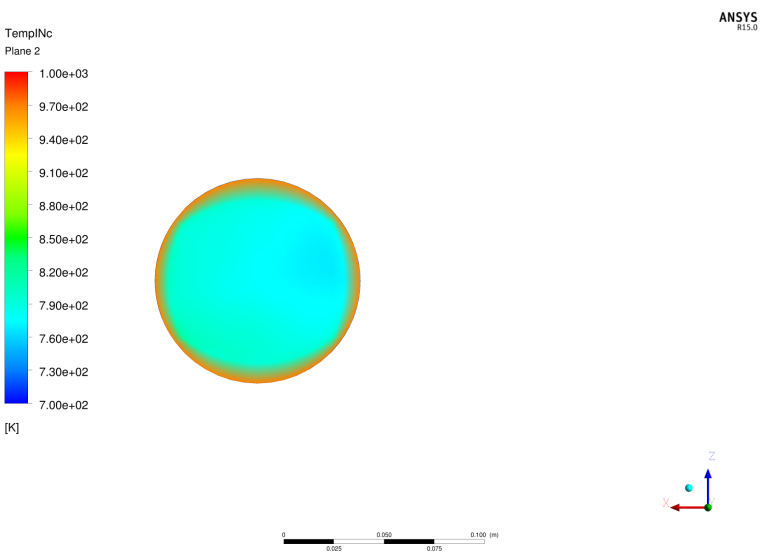 ANSYS
R15.0
TempINc
Plane 2
1.00e+03
9.70e+02
9.40e+02
9.10e+02
8.80e+02
8.50e+02
8.20e+02
7.90e+02
7.60e+02
7.30e+02
7.00e+02
[K]
Z
X
Y
0 0.050 0.100 (m)
0.025 0.075